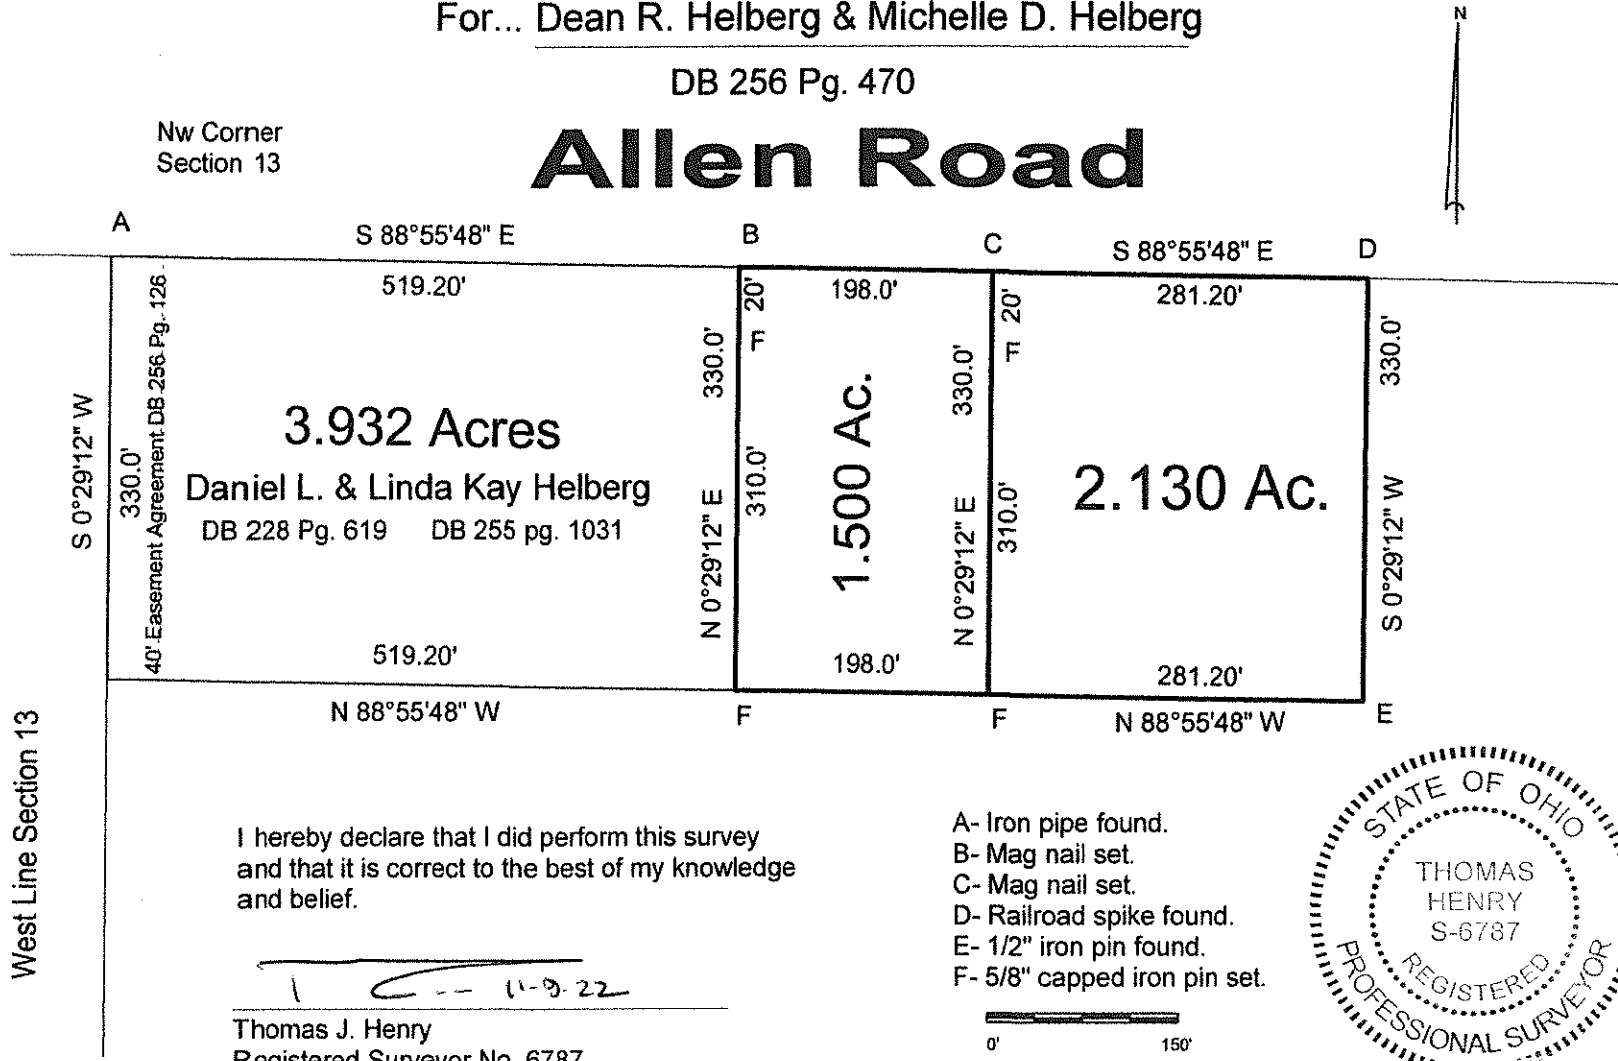 For... Dean R. Helberg & Michelle D. Helberg
DB 256 Pg. 470
N
Nw Corner
Section 13
Allen Road
A
S 88°55'48" E
B
C
S 88°55'48" E
D
519.20'
198.0'
281.20'
20'
F
20'
F
S 0°29'12" W
330.0'
40' Easement Agreement DB 256 Pg. 126
3.932 Acres
Daniel L. & Linda Kay Helberg
DB 228 Pg. 619 DB 255 pg. 1031
330.0'
N 0°29'12" E
310.0'
1.500 Ac.
330.0'
N 0°29'12" E
310.0'
2.130 Ac.
330.0'
S 0°29'12" W
519.20'
198.0'
281.20'
N 88°55'48" W
F
F
N 88°55'48" W
E
West Line Section 13
I hereby declare that I did perform this survey
and that it is correct to the best of my knowledge
and belief.
11-9-22
Thomas J. Henry
Registered Surveyor No. 6787
A- Iron pipe found.
B- Mag nail set.
C- Mag nail set.
D- Railroad spike found.
E- 1/2" iron pin found.
F- 5/8" capped iron pin set.
0' 150'
STATE OF OHIO
THOMAS
HENRY
S-6787
REGISTERED
PROFESSIONAL SURVEYOR